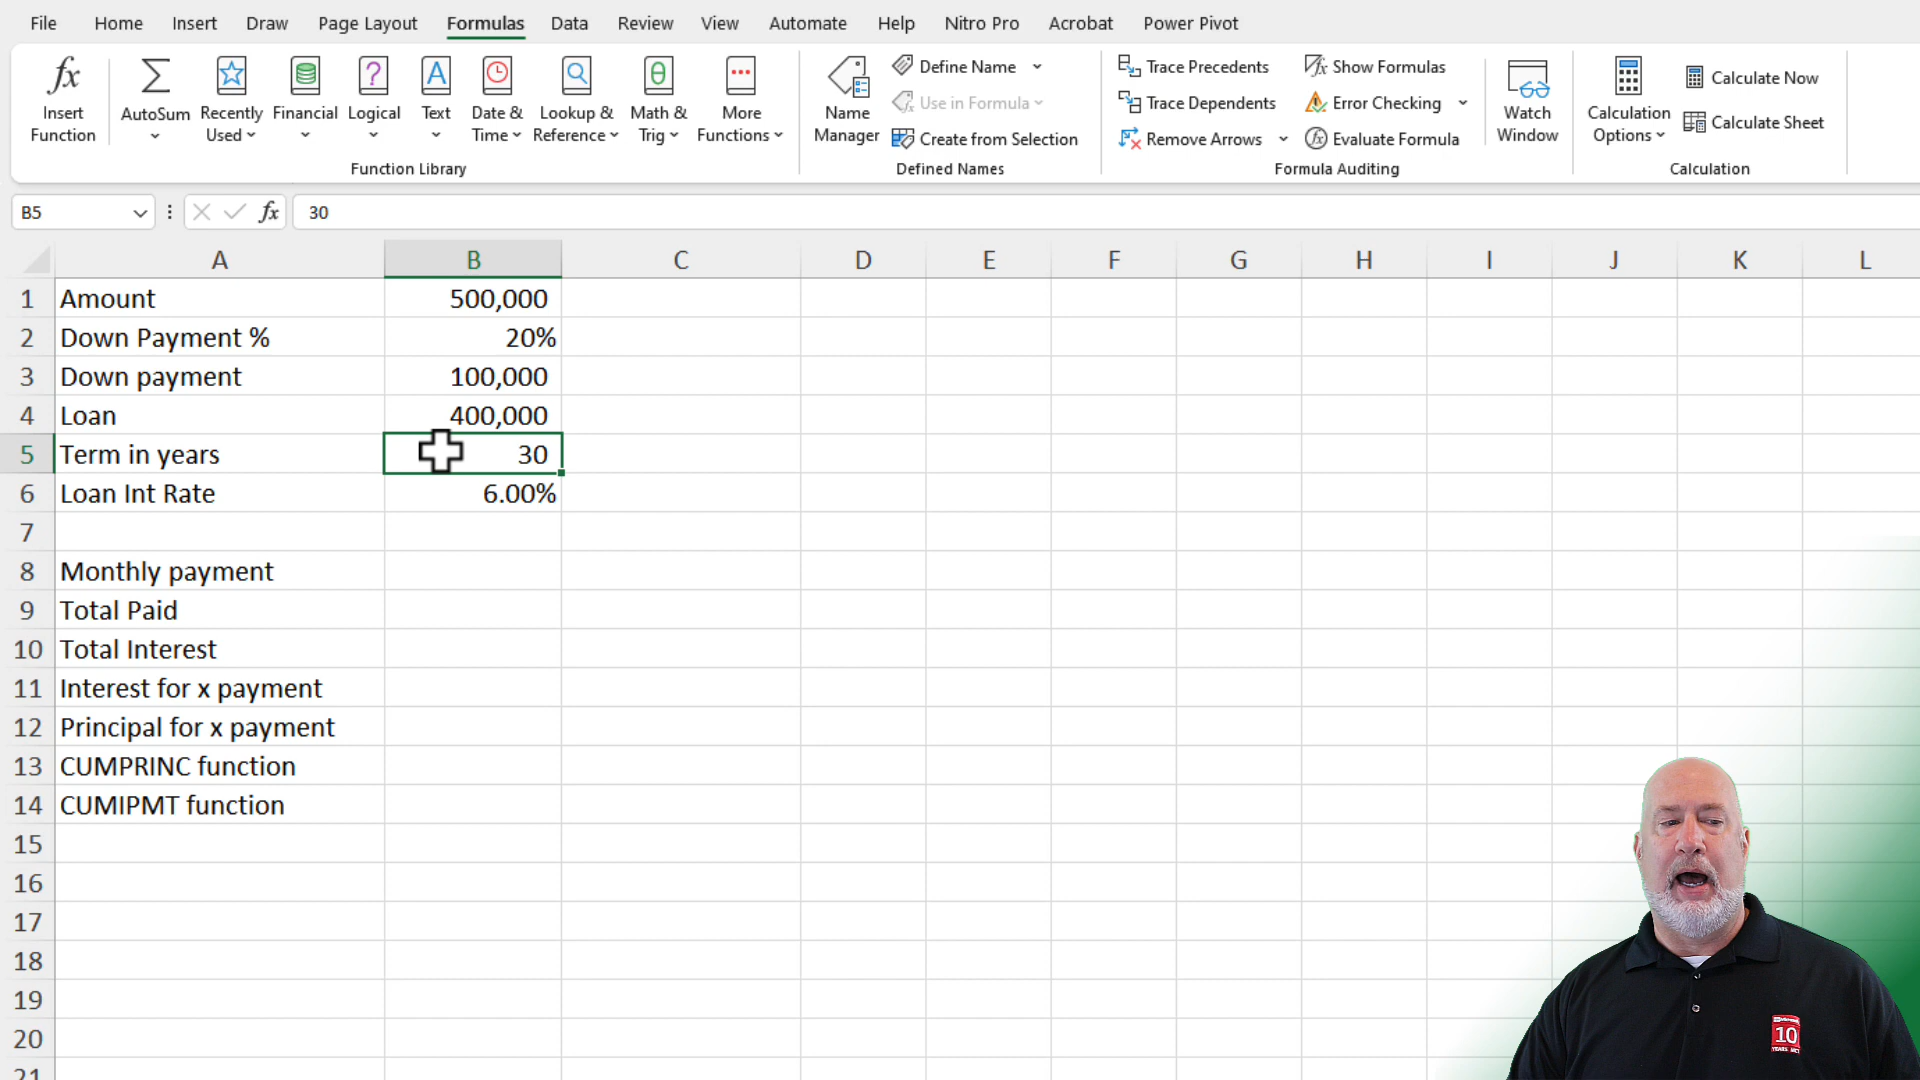 File Home Insert Draw Page Layout Formulas Data Review View Automate Help Nitro Pro Acrobat Power Pivot
Insert Function
AutoSum
Recently Used
Financial
Logical
Text
Date & Time
Lookup & Reference
Math & Trig
More Functions
Function Library
Name Manager
Define Name
Use in Formula
Create from Selection
Defined Names
Trace Precedents
Trace Dependents
Remove Arrows
Show Formulas
Error Checking
Evaluate Formula
Formula Auditing
Watch Window
Calculation Options
Calculate Now
Calculate Sheet
Calculation
B5 fx 30
A B C D E F G H I J K L
1 Amount 500,000
2 Down Payment % 20%
3 Down payment 100,000
4 Loan 400,000
5 Term in years 30
6 Loan Int Rate 6.00%
7
8 Monthly payment
9 Total Paid
10 Total Interest
11 Interest for x payment
12 Principal for x payment
13 CUMPRINC function
14 CUMIPMT function
15
16
17
18
19
20
21
10